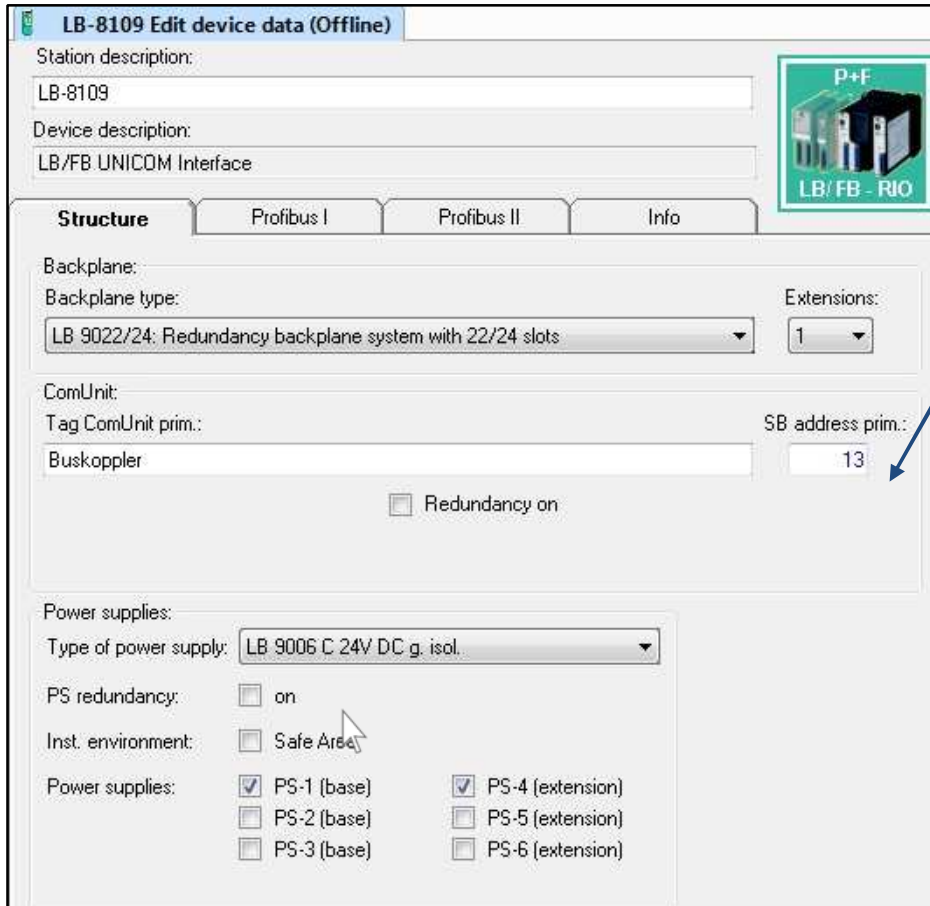 LB-8109 Edit device data (Offline)
Station description:
LB-8109
P+F
Device description:
LB/FB UNICOM Interface
LB/FB - RIO
Structure Profibus I Profibus II Info
Backplane:
Backplane type: Extensions:
LB 9022/24: Redundancy backplane system with 22/24 slots 1
ComUnit:
Tag ComUnit prim.: SB address prim.:
Buskoppler 13
Redundancy on
Power supplies:
Type of power supply: LB 9006 C 24V DC g. isol.
PS redundancy: on
Inst. environment: Safe Area
Power supplies: PS-1 (base) PS-4 (extension)
PS-2 (base) PS-5 (extension)
PS-3 (base) PS-6 (extension)